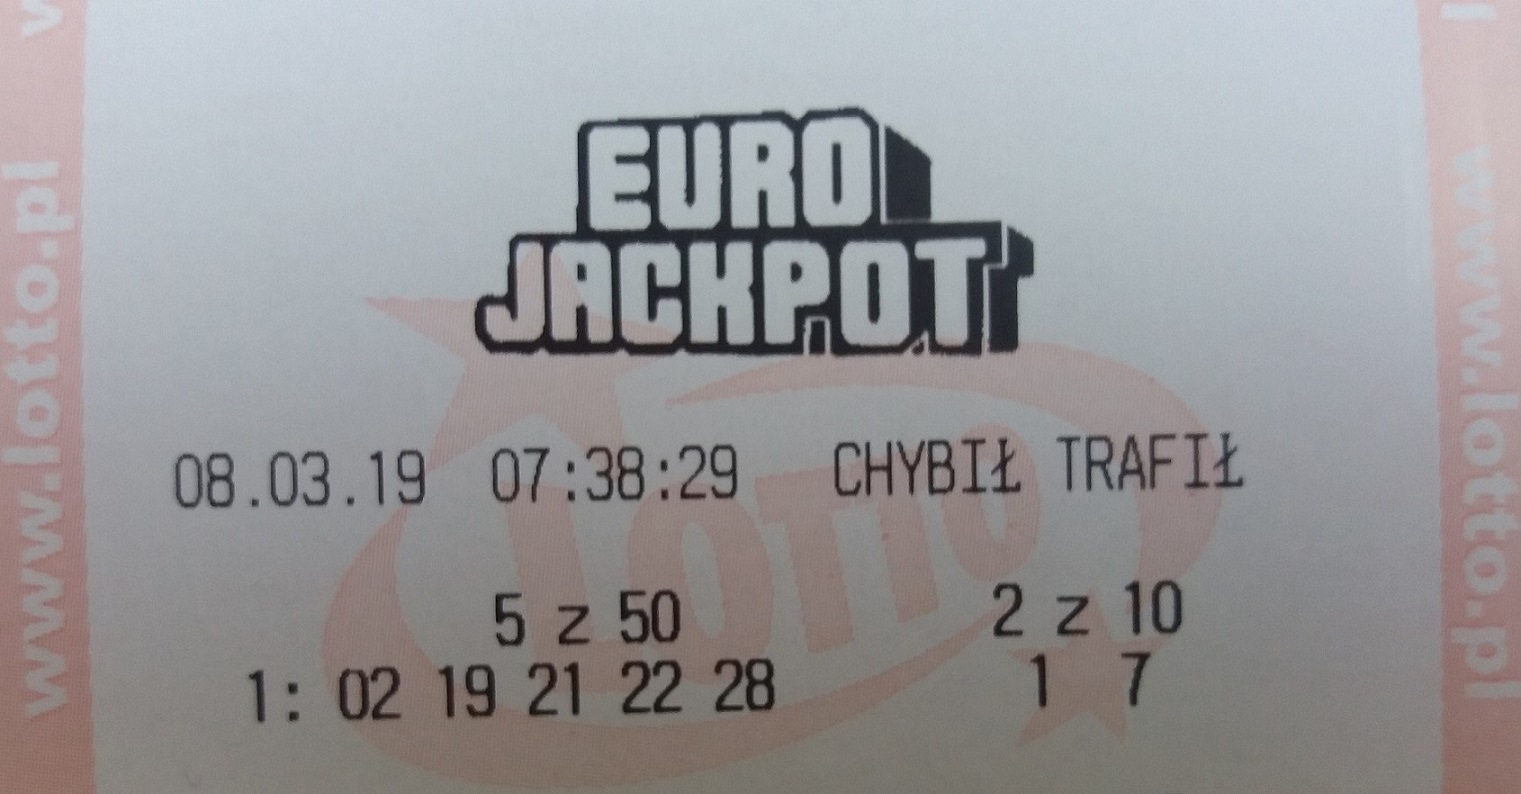 EURO
JACKPOT
08.03.19 07:38:29 CHYBIŁ TRAFIŁ
5 z 50 2 z 10
1: 02 19 21 22 28 1 7
LOTTO
www.lotto.pl
www.lotto.pl